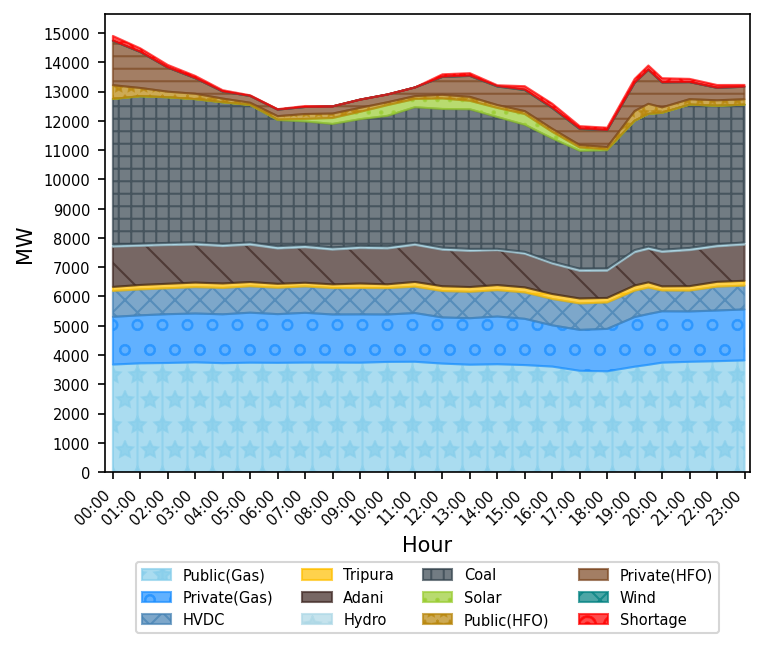 15000
14000
13000
12000
11000
10000
9000
8000
7000
6000
5000
4000
3000
2000
1000
0
MW
00:00 01:00 02:00 03:00 04:00 05:00 06:00 07:00 08:00 09:00 10:00 11:00 12:00 13:00 14:00 15:00 16:00 17:00 18:00 19:00 20:00 21:00 22:00 23:00
Hour
Public(Gas) Tripura Coal Private(HFO)
Private(Gas) Adani Solar Wind
HVDC Hydro Public(HFO) Shortage